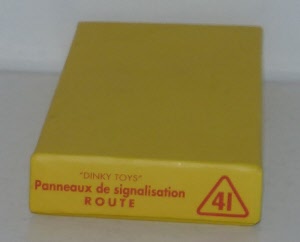 "DINKY TOYS"
Panneaux de signalisation
ROUTE
41